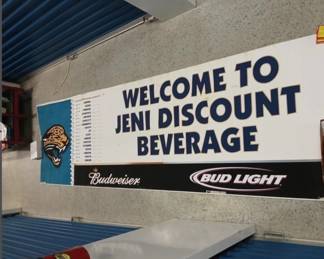 WELCOME TO
JENI DISCOUNT
BEVERAGE
Budweiser
BUD LIGHT